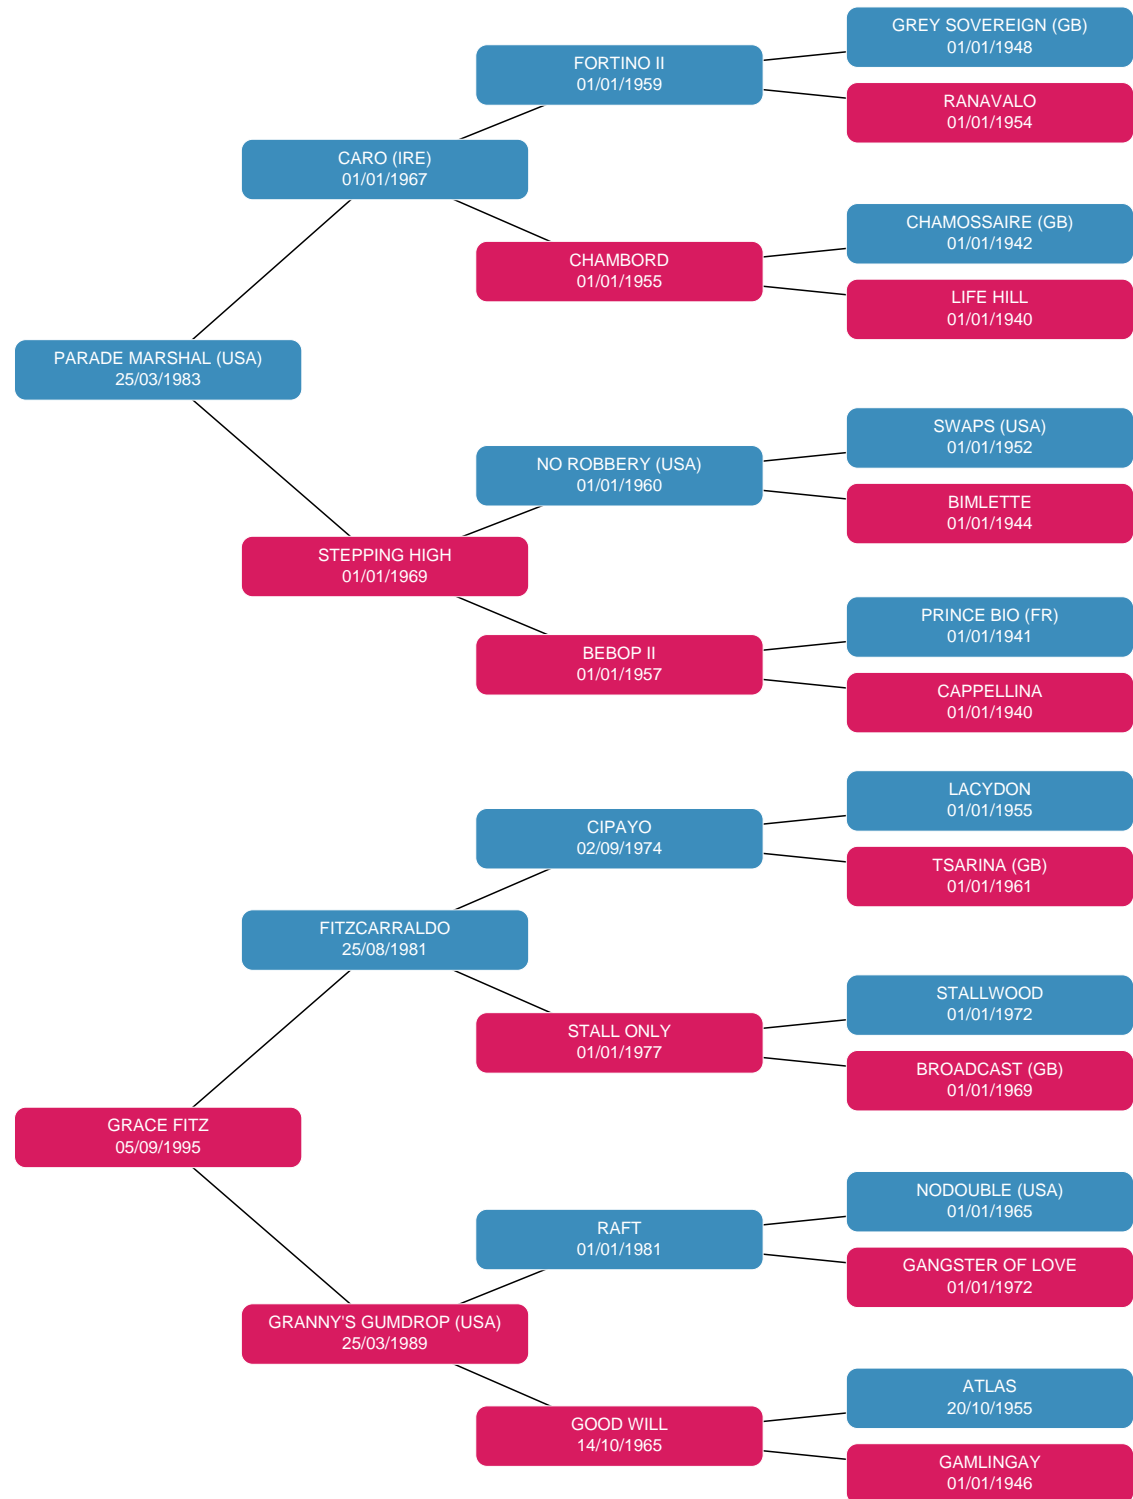 GREY SOVEREIGN (GB)
01/01/1948
FORTINO II
01/01/1959
RANAVALO
01/01/1954
CARO (IRE)
01/01/1967
CHAMOSSAIRE (GB)
01/01/1942
CHAMBORD
01/01/1955
LIFE HILL
01/01/1940
PARADE MARSHAL (USA)
25/03/1983
SWAPS (USA)
01/01/1952
NO ROBBERY (USA)
01/01/1960
BIMLETTE
01/01/1944
STEPPING HIGH
01/01/1969
PRINCE BIO (FR)
01/01/1941
BEBOP II
01/01/1957
CAPPELLINA
01/01/1940
LACYDON
01/01/1955
CIPAYO
02/09/1974
TSARINA (GB)
01/01/1961
FITZCARRALDO
25/08/1981
STALLWOOD
01/01/1972
STALL ONLY
01/01/1977
BROADCAST (GB)
01/01/1969
GRACE FITZ
05/09/1995
NODOUBLE (USA)
01/01/1965
RAFT
01/01/1981
GANGSTER OF LOVE
01/01/1972
GRANNY'S GUMDROP (USA)
25/03/1989
ATLAS
20/10/1955
GOOD WILL
14/10/1965
GAMLINGAY
01/01/1946